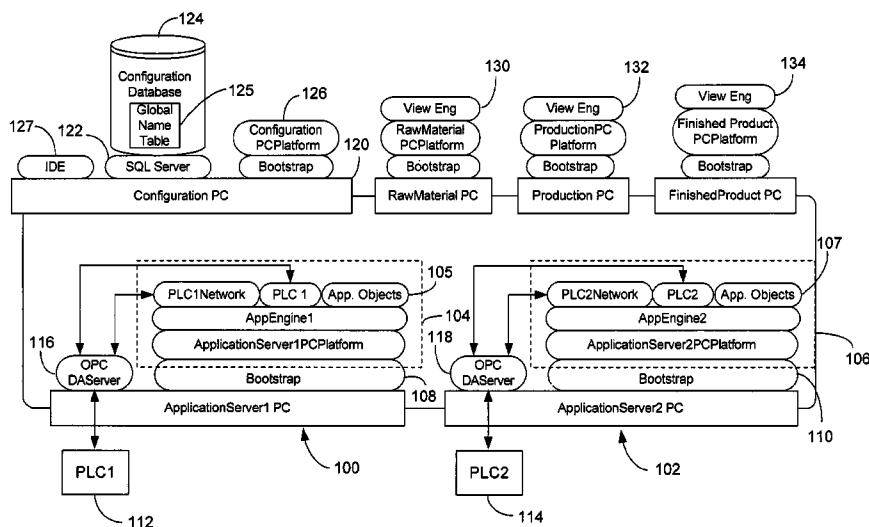 124
Configuration
Database
125
Global
Name
Table
127
122
126
120
130
132
134
IDE
SQL Server
Configuration
PCPlatform
Bootstrap
View Eng
RawMaterial
PCPlatform
Bootstrap
View Eng
ProductionPC
Platform
Bootstrap
View Eng
Finished Product
PCPlatform
Bootstrap
Configuration PC
RawMaterial PC
Production PC
FinishedProduct PC
105
107
PLC1Network
PLC 1
App. Objects
AppEngine1
104
ApplicationServer1PCPlatform
116
OPC
DAServer
Bootstrap
108
ApplicationServer1 PC
100
PLC1
112
PLC2Network
PLC2
App. Objects
AppEngine2
ApplicationServer2PCPlatform
106
118
OPC
DAServer
Bootstrap
110
ApplicationServer2 PC
102
PLC2
114